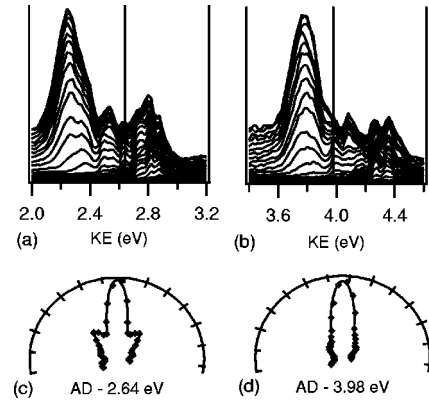 2.0 2.4 2.8 3.2
3.6 4.0 4.4
(a) KE (eV)
(b) KE (eV)
(c) AD - 2.64 eV
(d) AD - 3.98 eV